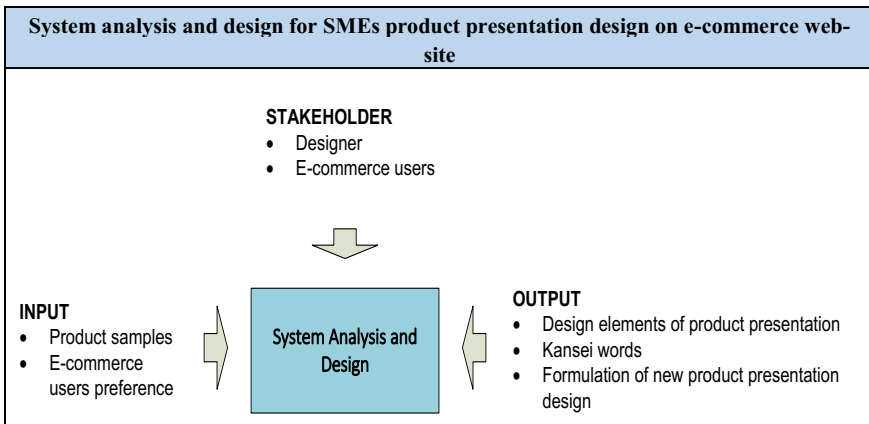 System analysis and design for SMEs product presentation design on e-commerce web-
site
STAKEHOLDER
• Designer
• E-commerce users
INPUT
• Product samples
• E-commerce
users preference
System Analysis and
Design
OUTPUT
• Design elements of product presentation
• Kansei words
• Formulation of new product presentation
design